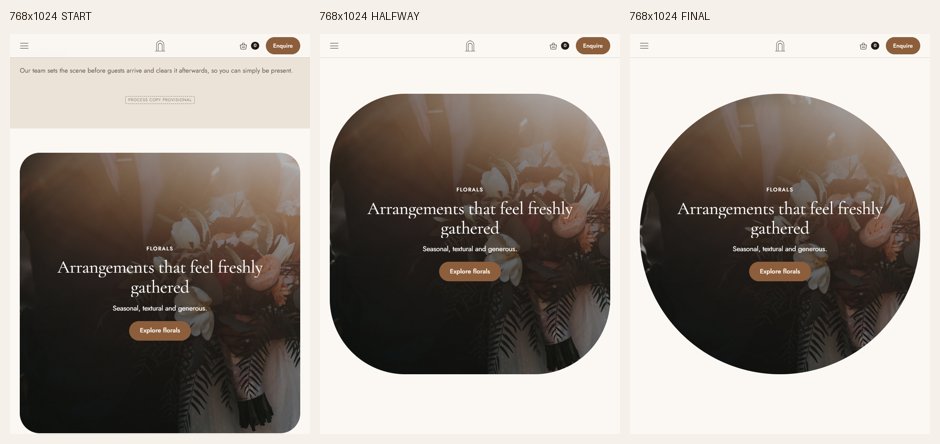 768x1024 START
Enquire
0
Our team sets the scene before guests arrive and clears it afterwards, so you can simply be present.
PROCESS COPY PROVISIONAL
FLORALS
Arrangements that feel freshly
gathered
Seasonal, textural and generous.
Explore florals
768x1024 HALFWAY
0
Enquire
FLORALS
Arrangements that feel freshly
gathered
Seasonal, textural and generous.
Explore florals
768x1024 FINAL
0
Enquire
FLORALS
Arrangements that feel freshly
gathered
Seasonal, textural and generous.
Explore florals